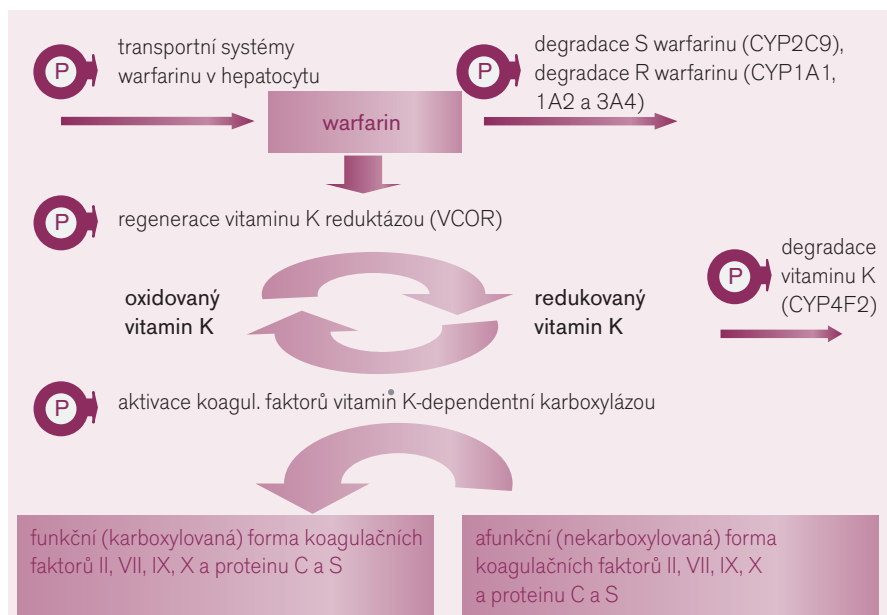 P
transportní systémy
warfarinu v hepatocytu
P
degradace S warfarinu (CYP2C9),
degradace R warfarinu (CYP1A1,
1A2 a 3A4)
warfarin
P
regenerace vitaminu K reduktázou (VCOR)
oxidovaný
vitamin K
redukovaný
vitamin K
P
degradace
vitaminu K
(CYP4F2)
P
aktivace koagul. faktorů vitamin K-dependentní karboxylázou
funkční (karboxylovaná) forma koagulačních
faktorů II, VII, IX, X a proteinu C a S
afunkční (nekarboxylovaná) forma
koagulačních faktorů II, VII, IX, X
a proteinu C a S